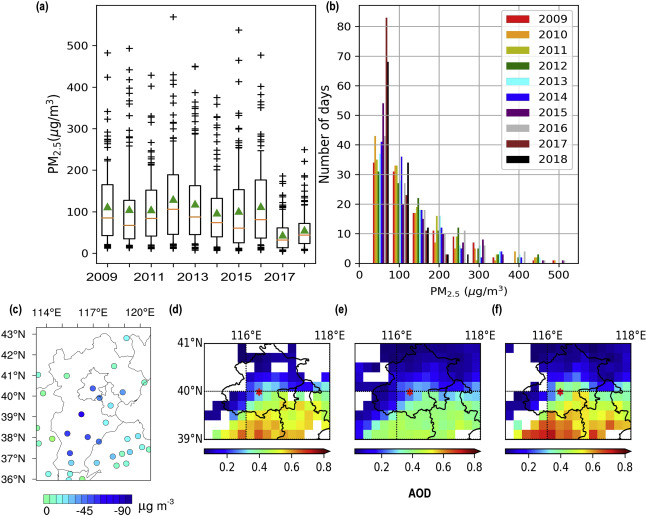 (a)
PM2.5(μg/m³)
500
400
300
200
100
0
2009 2011 2013 2015 2017
(b)
Number of days
80
70
60
50
40
30
20
10
0
0 100 200 300 400 500
PM2.5 (μg/m³)
2009
2010
2011
2012
2013
2014
2015
2016
2017
2018
(c)
114°E 117°E 120°E
43°N
42°N
41°N
40°N
39°N
38°N
37°N
36°N
0 -45 -90 μg m-3
(d)
116°E 118°E
41°N
40°N
39°N
0.2 0.4 0.6 0.8
(e)
116°E 118°E
0.2 0.4 0.6 0.8
(f)
116°E 118°E
0.2 0.4 0.6 0.8
AOD